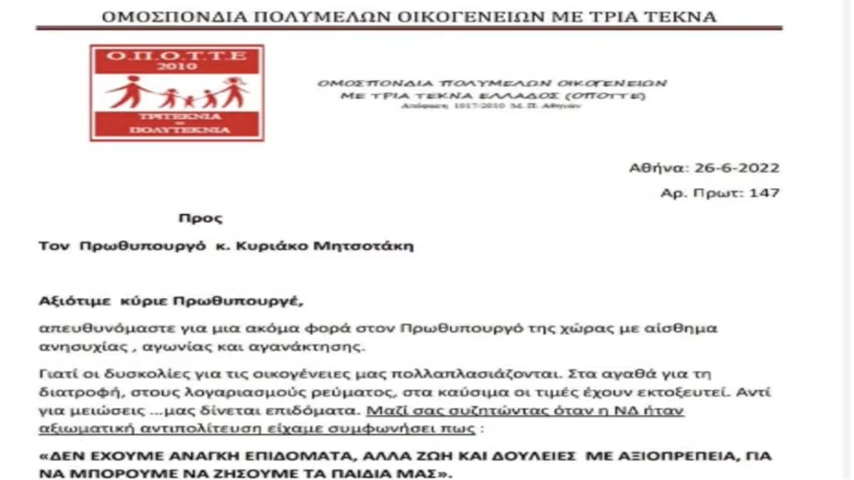 ΟΜΟΣΠΟΝΔΙΑ ΠΟΛΥΜΕΛΩΝ ΟΙΚΟΓΕΝΕΙΩΝ ΜΕ ΤΡΙΑ ΤΕΚΝΑ
Ο.Π.Ο.Τ.Τ.Ε
2010
ΤΡΙΤΕΚΝΙΑ
=
ΠΟΛΥΤΕΚΝΙΑ
ΟΜΟΣΠΟΝΔΙΑ ΠΟΛΥΜΕΛΩΝ ΟΙΚΟΓΕΝΕΙΩΝ
ΜΕ ΤΡΙΑ ΤΕΚΝΑ ΕΛΛΑΔΟΣ (ΟΠΟΤΤΕ)
Απόφαση 1017/2010 Μ. Π. Αθηνών
Αθήνα: 26-6-2022
Αρ. Πρωτ: 147
Προς
Τον Πρωθυπουργό κ. Κυριάκο Μητσοτάκη
Αξιότιμε κύριε Πρωθυπουργέ,
απευθυνόμαστε για μια ακόμα φορά στον Πρωθυπουργό της χώρας με αίσθημα
ανησυχίας , αγωνίας και αγανάκτησης.
Γιατί οι δυσκολίες για τις οικογένειες μας πολλαπλασιάζονται. Στα αγαθά για τη
διατροφή, στους λογαριασμούς ρεύματος, στα καύσιμα οι τιμές έχουν εκτοξευτεί. Αντί
για μειώσεις ...μας δίνεται επιδόματα. Μαζί σας συζητώντας όταν η ΝΔ ήταν
αξιωματική αντιπολίτευση είχαμε συμφωνήσει πως :
«ΔΕΝ ΕΧΟΥΜΕ ΑΝΑΓΚΗ ΕΠΙΔΟΜΑΤΑ, ΑΛΛΑ ΖΩΗ ΚΑΙ ΔΟΥΛΕΙΕΣ ΜΕ ΑΞΙΟΠΡΕΠΕΙΑ, ΓΙΑ
ΝΑ ΜΠΟΡΟΥΜΕ ΝΑ ΖΗΣΟΥΜΕ ΤΑ ΠΑΙΔΙΑ ΜΑΣ».